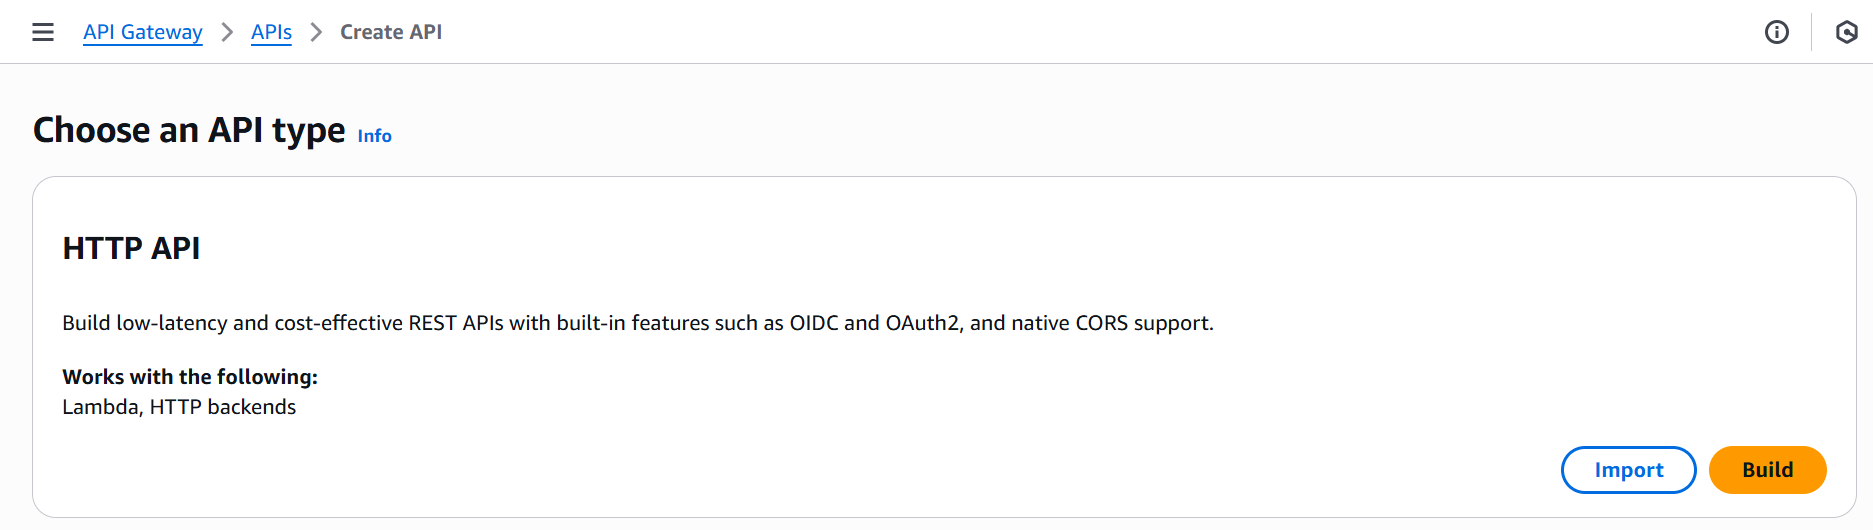 API Gateway > APIs > Create API
Choose an API type Info
HTTP API
Build low-latency and cost-effective REST APIs with built-in features such as OIDC and OAuth2, and native CORS support.
Works with the following:
Lambda, HTTP backends
Import Build